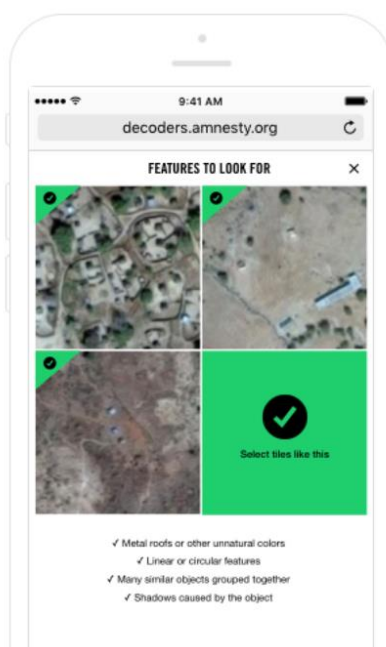 9:41 AM
decoders.amnesty.org
FEATURES TO LOOK FOR
Select tiles like this
✓ Metal roofs or other unnatural colors
✓ Linear or circular features
✓ Many similar objects grouped together
✓ Shadows caused by the object